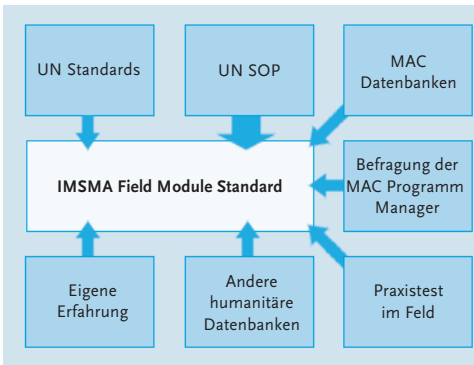 UN Standards
UN SOP
MAC
Datenbanken
IMSMA Field Module Standard
Befragung der
MAC Programm
Manager
Eigene
Erfahrung
Andere
humanitäre
Datenbanken
Praxistest
im Feld